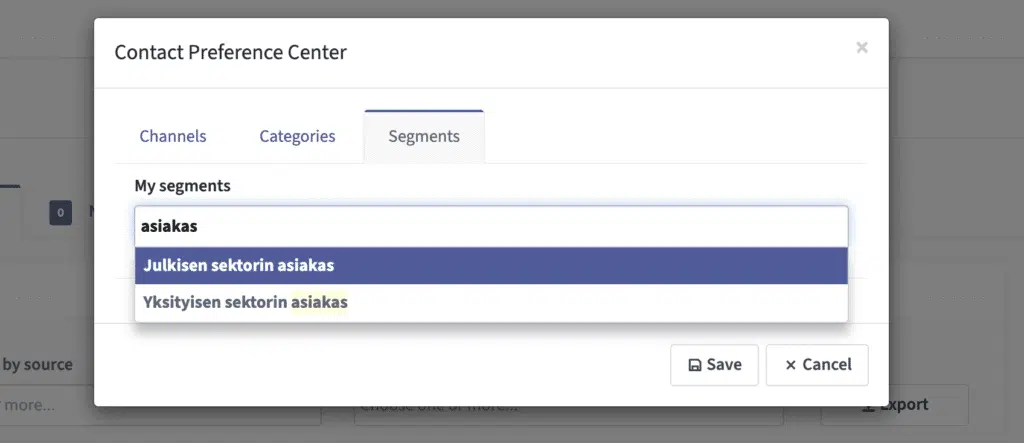 Contact Preference Center
×
Channels Categories Segments
My segments
asiakas
Julkisen sektorin asiakas
Yksityisen sektorin asiakas
0
by source
Save × Cancel
more...
Choose one or more...
Export